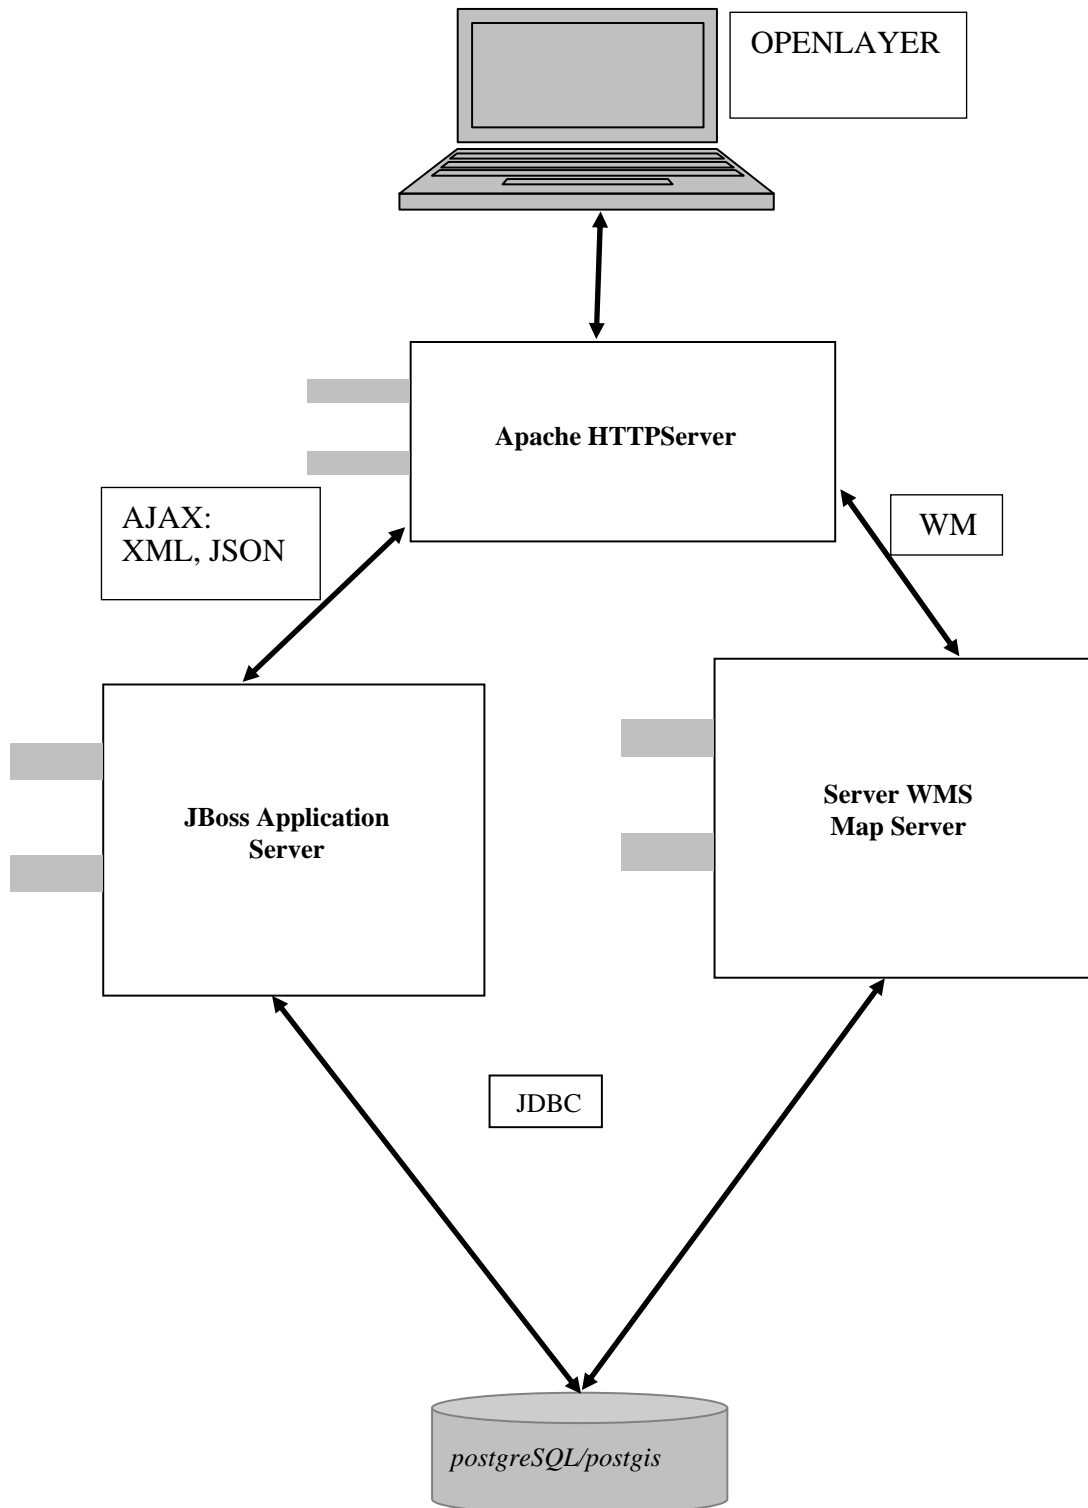 OPENLAYER
Apache HTTPServer
AJAX:
XML, JSON
WM
JBoss Application
Server
Server WMS
Map Server
JDBC
postgreSQL/postgis